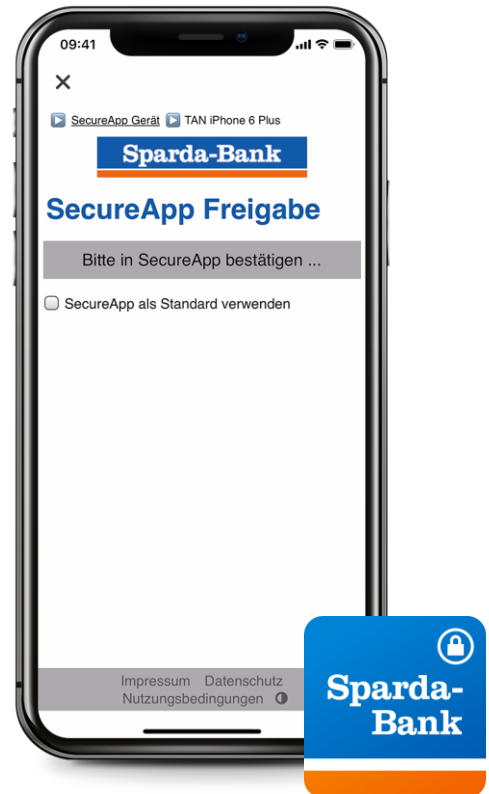 09:41
SecureApp Gerät TAN iPhone 6 Plus
Sparda-Bank
SecureApp Freigabe
Bitte in SecureApp bestätigen ...
SecureApp als Standard verwenden
Impressum Datenschutz
Nutzungsbedingungen
Sparda-
Bank